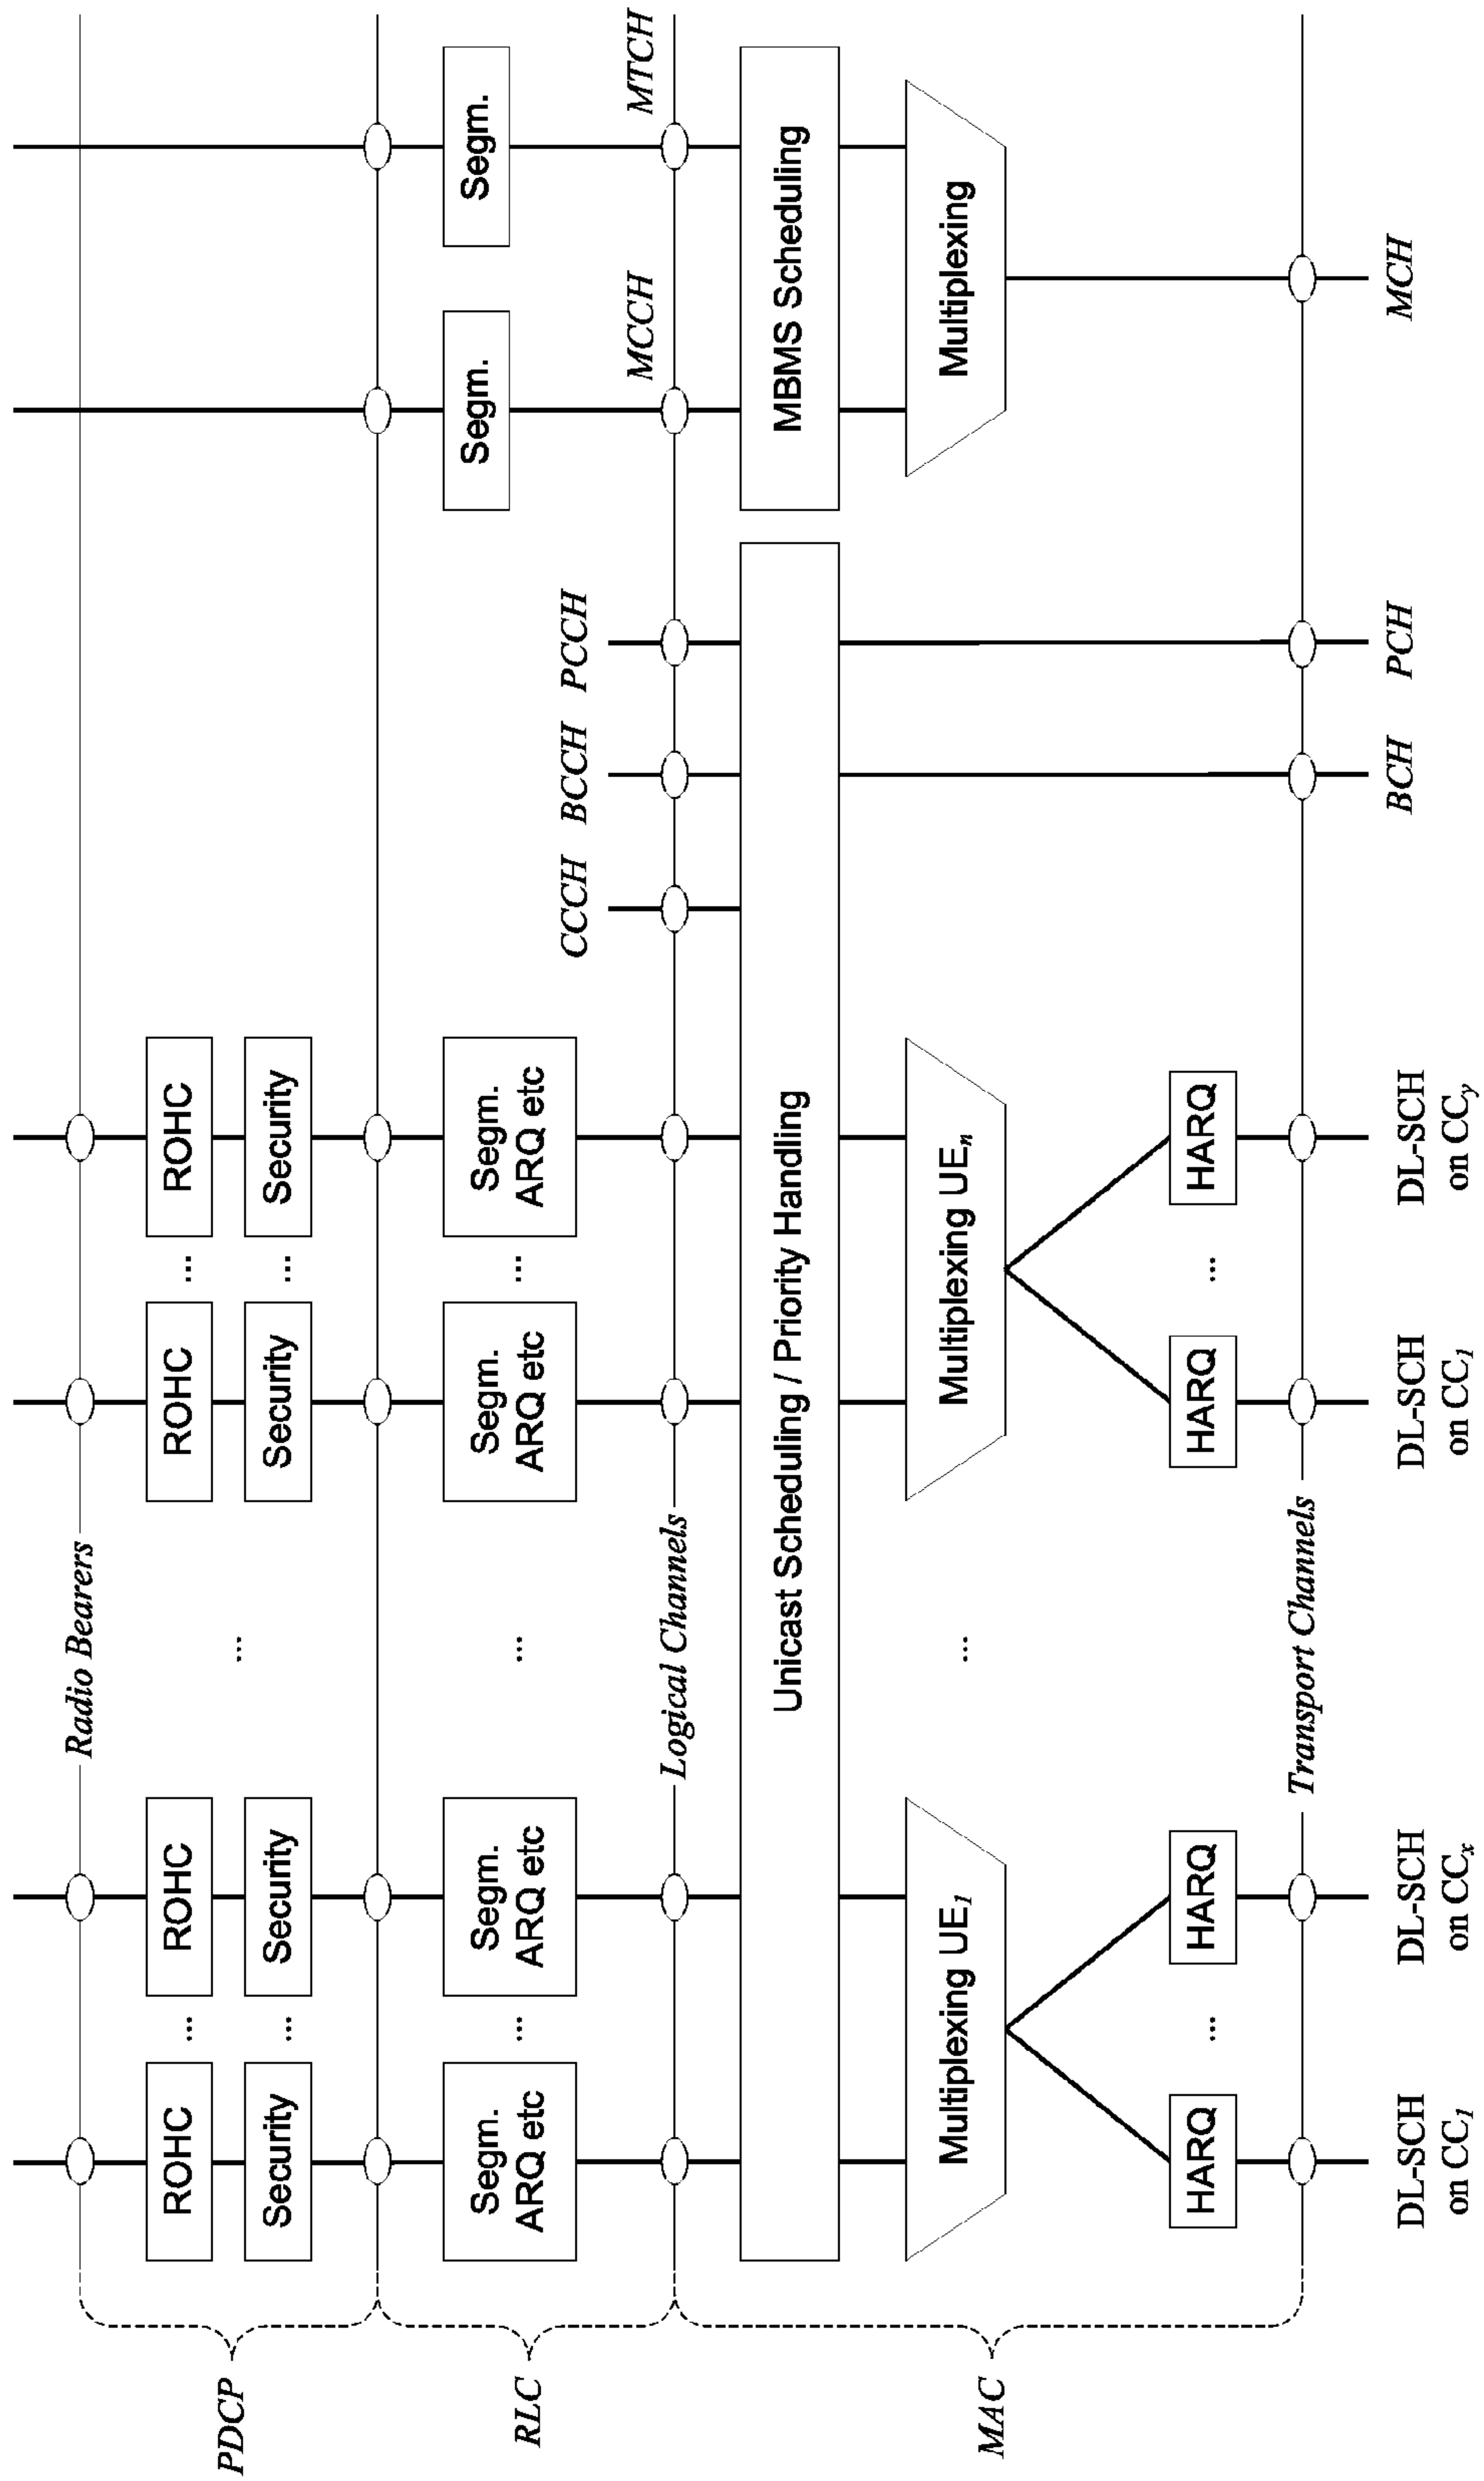 Radio Bearers
PDCP
ROHC
...
ROHC
ROHC
...
ROHC
...
Security
...
Security
Security
...
Security
RLC
Segm.
ARQ etc
...
Segm.
ARQ etc
...
Segm.
ARQ etc
...
Segm.
ARQ etc
Segm.
Segm.
Logical Channels
CCCH
BCCH
PCCH
MCCH
MTCH
MAC
Unicast Scheduling / Priority Handling
MBMS Scheduling
Multiplexing UE1
...
Multiplexing UEn
Multiplexing
HARQ
...
HARQ
HARQ
...
HARQ
Transport Channels
DL-SCH
on CC1
DL-SCH
on CCx
DL-SCH
on CC1
DL-SCH
on CCy
BCH
PCH
MCH